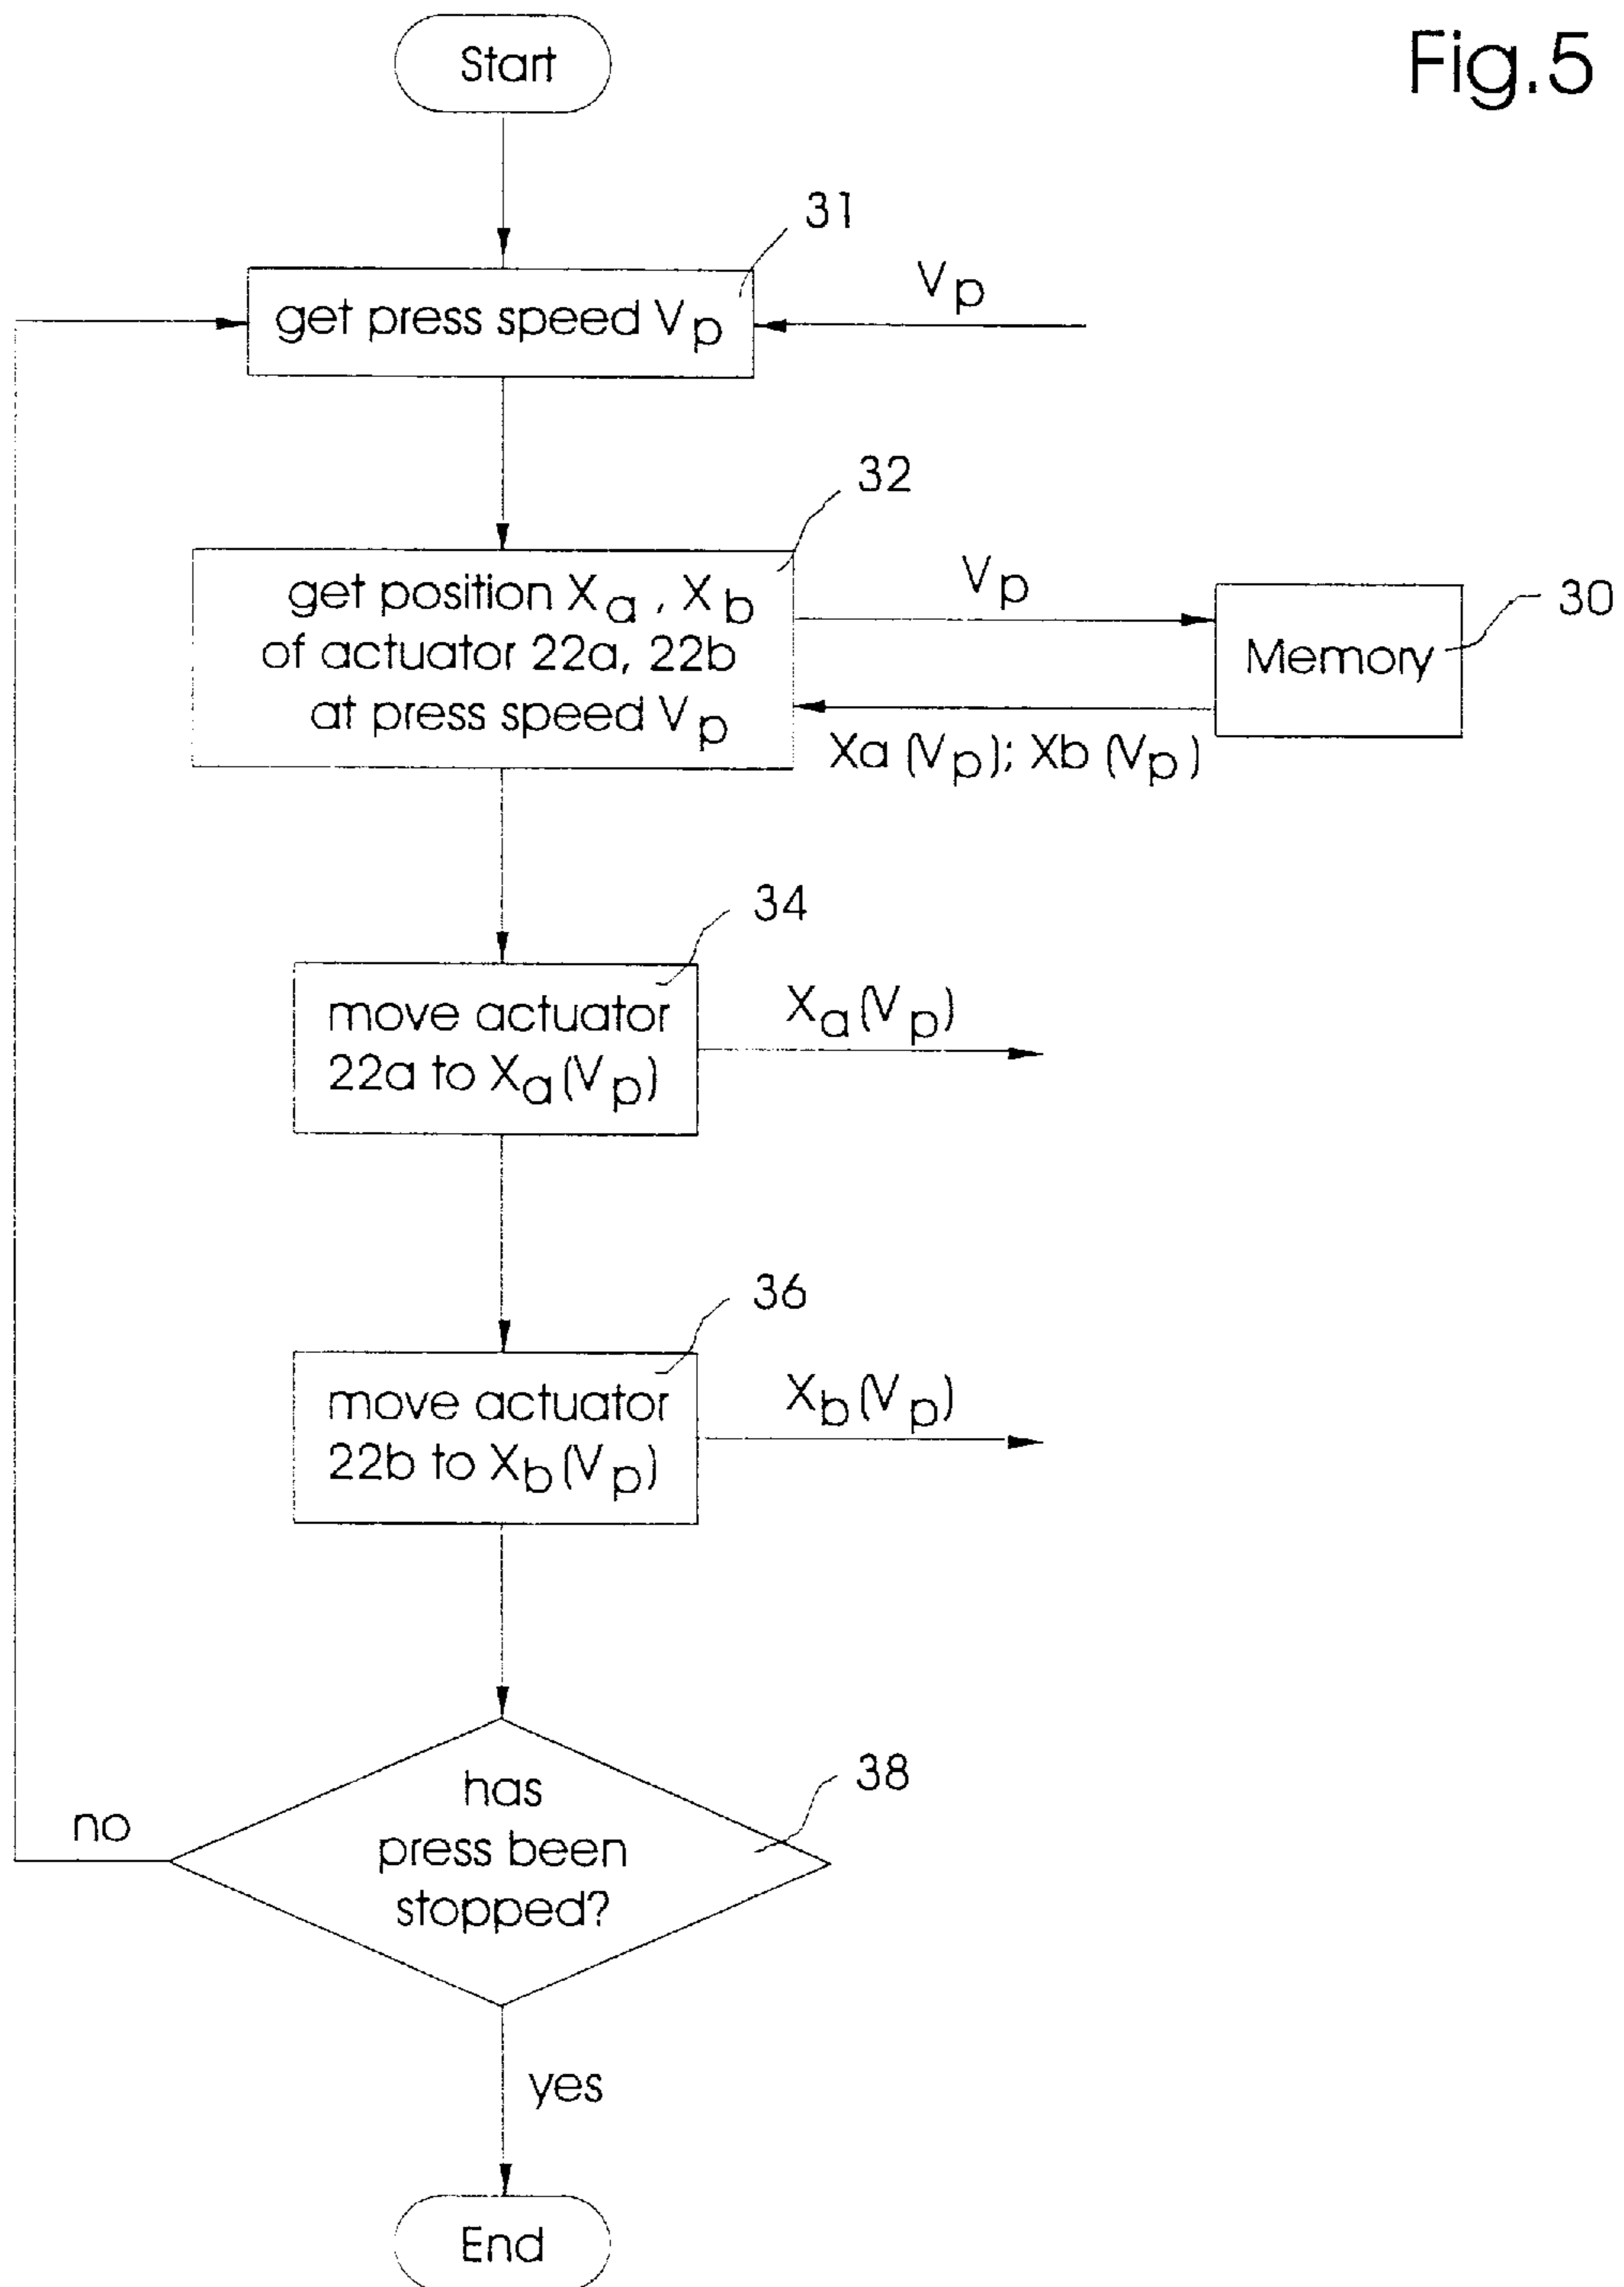 Fig.5
Start
31
get press speed Vp
Vp
32
get position Xa , Xb
of actuator 22a, 22b
at press speed Vp
Vp
Memory
30
Xa (Vp); Xb (Vp)
34
move actuator
22a to Xa(Vp)
Xa(Vp)
36
move actuator
22b to Xb(Vp)
Xb(Vp)
38
has
press been
stopped?
no
yes
End